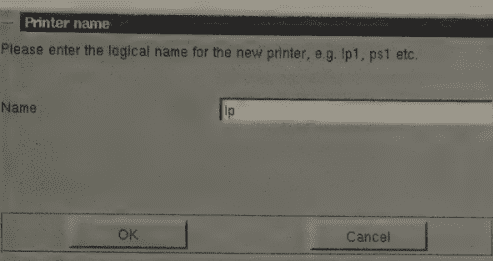 Printer name
Please enter the logical name for the new printer, e.g. lp1, ps1 etc.
Name
lp
OK
Cancel